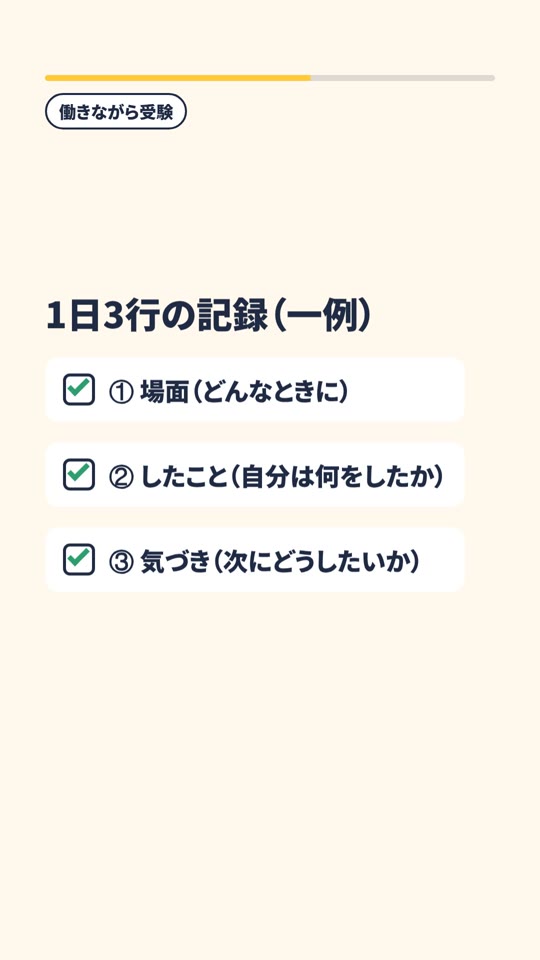 働きながら受験
1日3行の記録（一例）
① 場面（どんなときに）
② したこと（自分は何をしたか）
③ 気づき（次にどうしたいか）